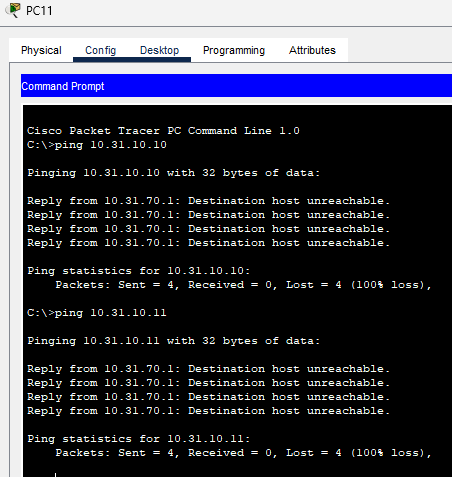 PC11
Physical Config Desktop Programming Attributes
Command Prompt
Cisco Packet Tracer PC Command Line 1.0
C:\>ping 10.31.10.10
Pinging 10.31.10.10 with 32 bytes of data:
Reply from 10.31.70.1: Destination host unreachable.
Reply from 10.31.70.1: Destination host unreachable.
Reply from 10.31.70.1: Destination host unreachable.
Reply from 10.31.70.1: Destination host unreachable.
Ping statistics for 10.31.10.10:
Packets: Sent = 4, Received = 0, Lost = 4 (100% loss),
C:\>ping 10.31.10.11
Pinging 10.31.10.11 with 32 bytes of data:
Reply from 10.31.70.1: Destination host unreachable.
Reply from 10.31.70.1: Destination host unreachable.
Reply from 10.31.70.1: Destination host unreachable.
Reply from 10.31.70.1: Destination host unreachable.
Ping statistics for 10.31.10.11:
Packets: Sent = 4, Received = 0, Lost = 4 (100% loss),